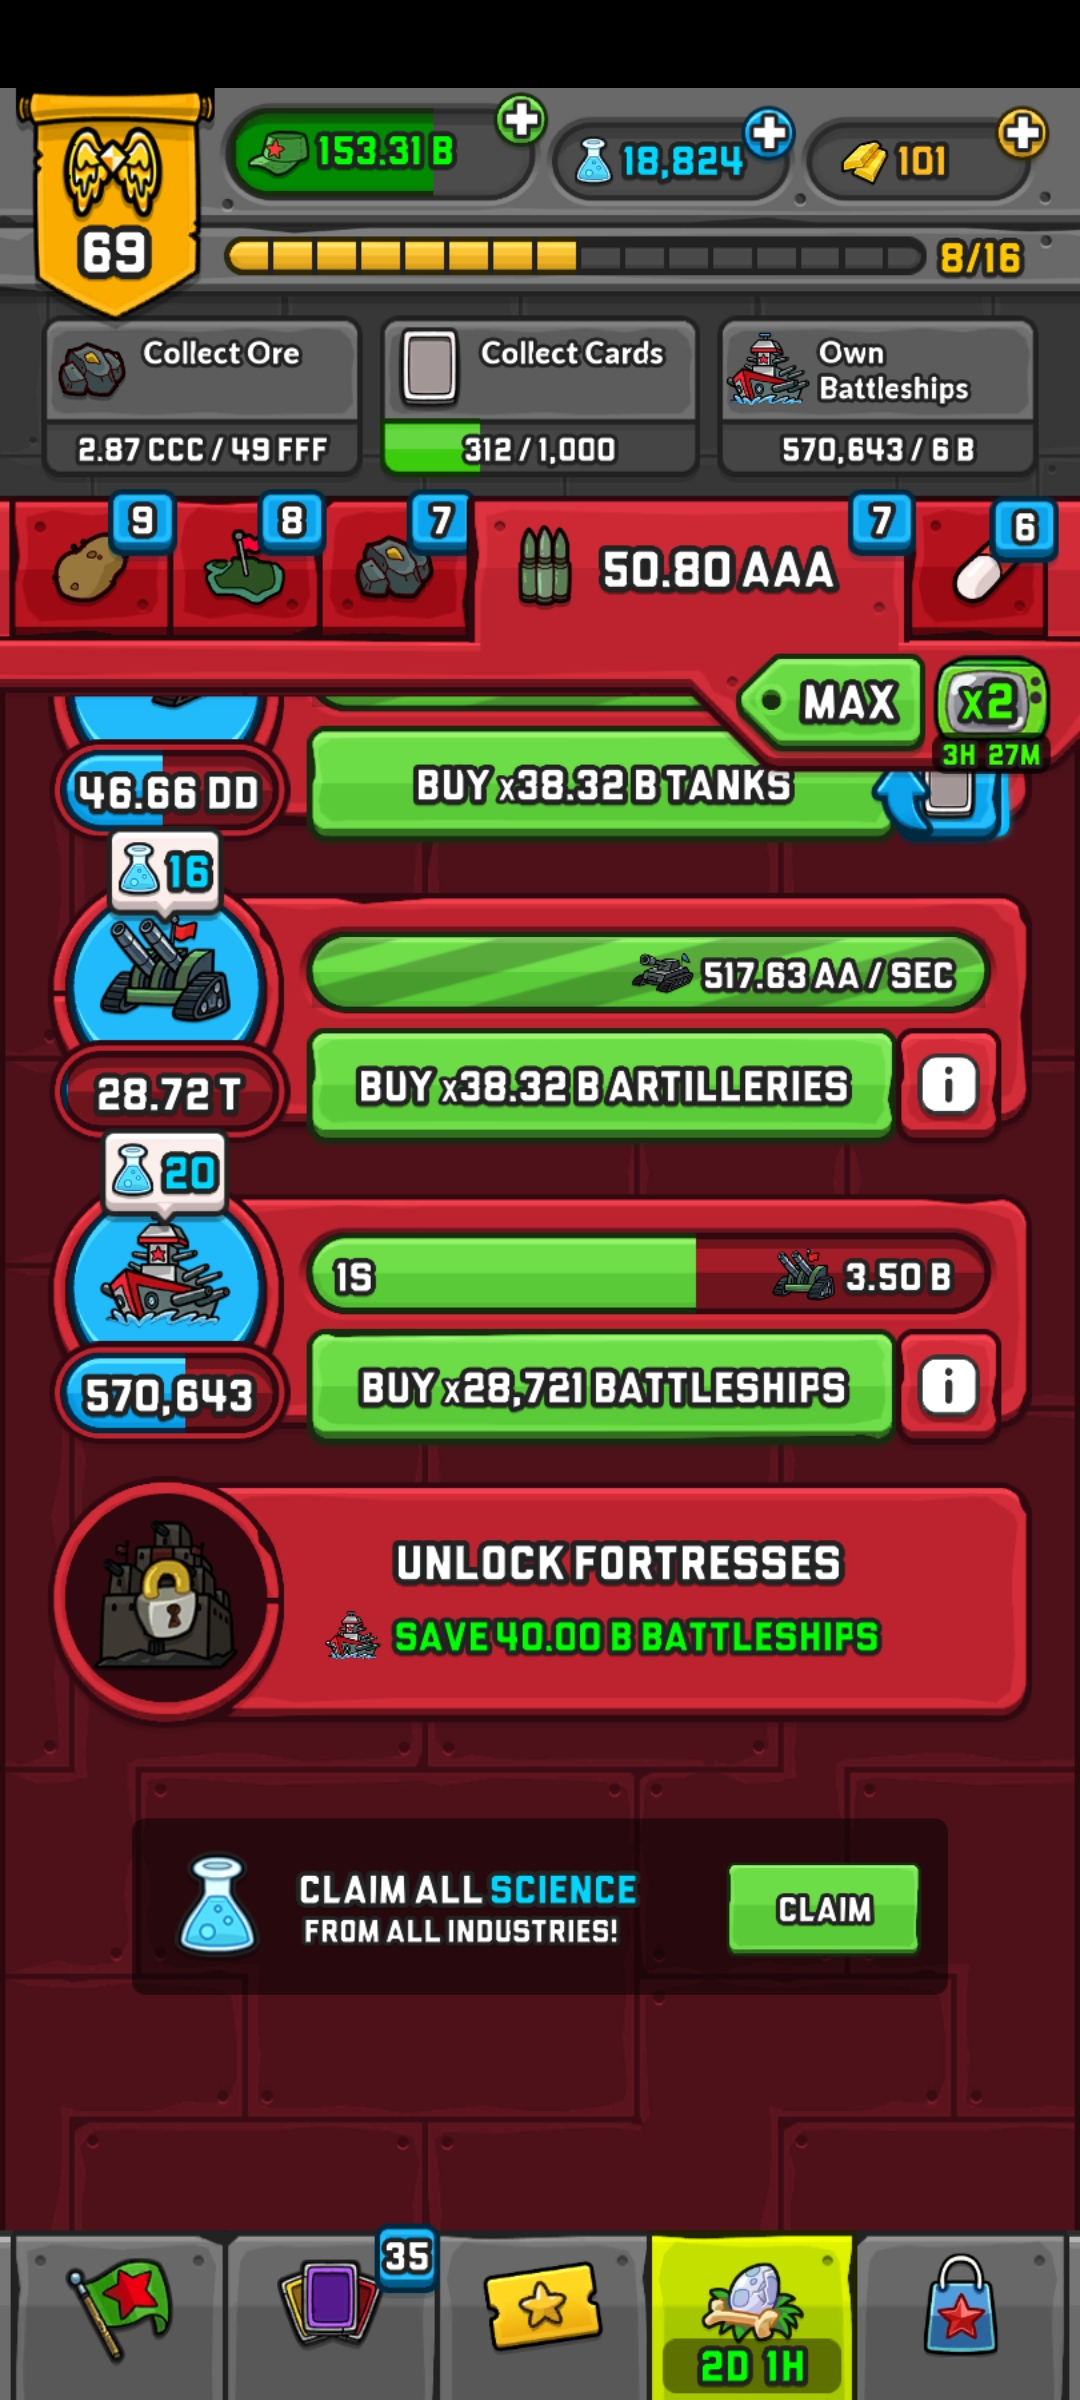 69
153.31 B
18,824
101
8/16
Collect Ore
2.87 CCC / 49 FFF
Collect Cards
312 / 1,000
Own
Battleships
570,643 / 6 B
9
8
7
50.80 AAA
7
6
MAX
x2
3H 27M
46.66 DD
BUY x38.32 B TANKS
16
517.63 AA / SEC
28.72 T
BUY x38.32 B ARTILLERIES
i
20
1S
3.50 B
570,643
BUY x28,721 BATTLESHIPS
i
UNLOCK FORTRESSES
SAVE 40.00 B BATTLESHIPS
CLAIM ALL SCIENCE
FROM ALL INDUSTRIES!
CLAIM
35
2D 1H